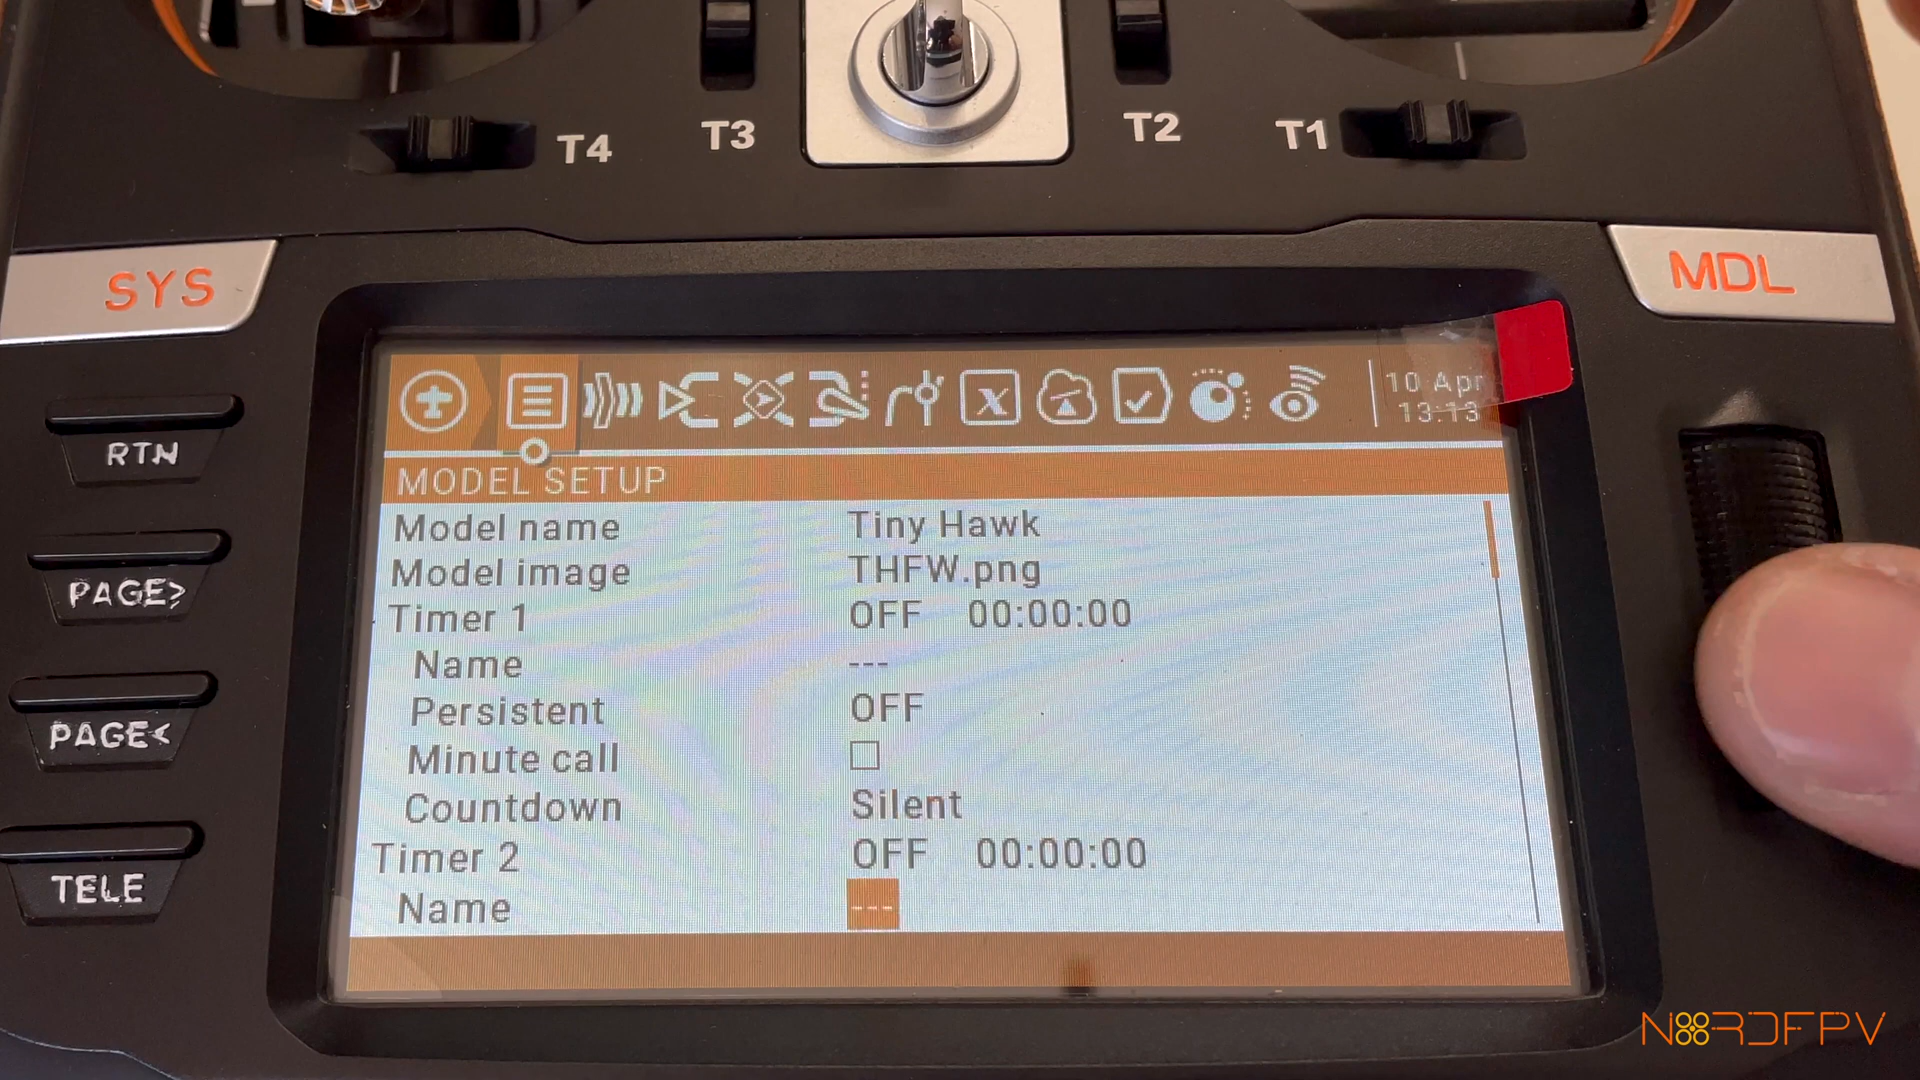 T4 T3 T2 T1
SYS
MDL
10 Apr
13:13
RTN
PAGE>
PAGE<
TELE
MODEL SETUP
Model name Tiny Hawk
Model image THFW.png
Timer 1 OFF 00:00:00
Name ---
Persistent OFF
Minute call
Countdown Silent
Timer 2 OFF 00:00:00
Name ---
NORDFPV